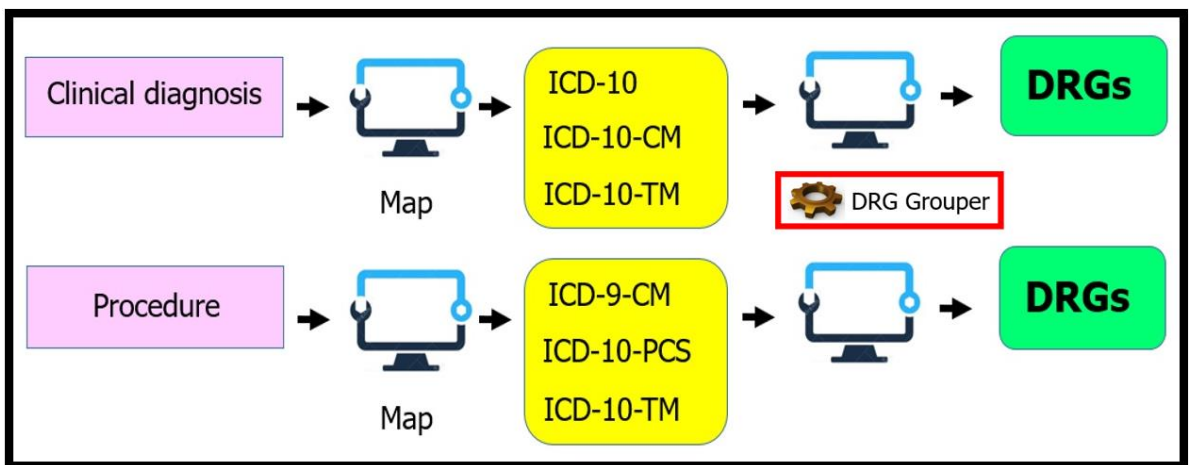 Clinical diagnosis
Map
ICD-10
ICD-10-CM
ICD-10-TM
DRG Grouper
DRGs
Procedure
Map
ICD-9-CM
ICD-10-PCS
ICD-10-TM
DRGs